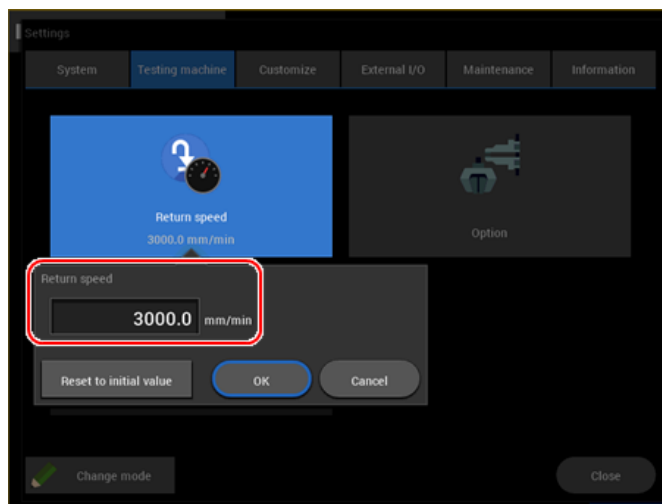 Settings
System Testing machine Customize External I/O Maintenance Information
Return speed
3000.0 mm/min
Option
Return speed
3000.0 mm/min
Reset to initial value OK Cancel
Change mode Close